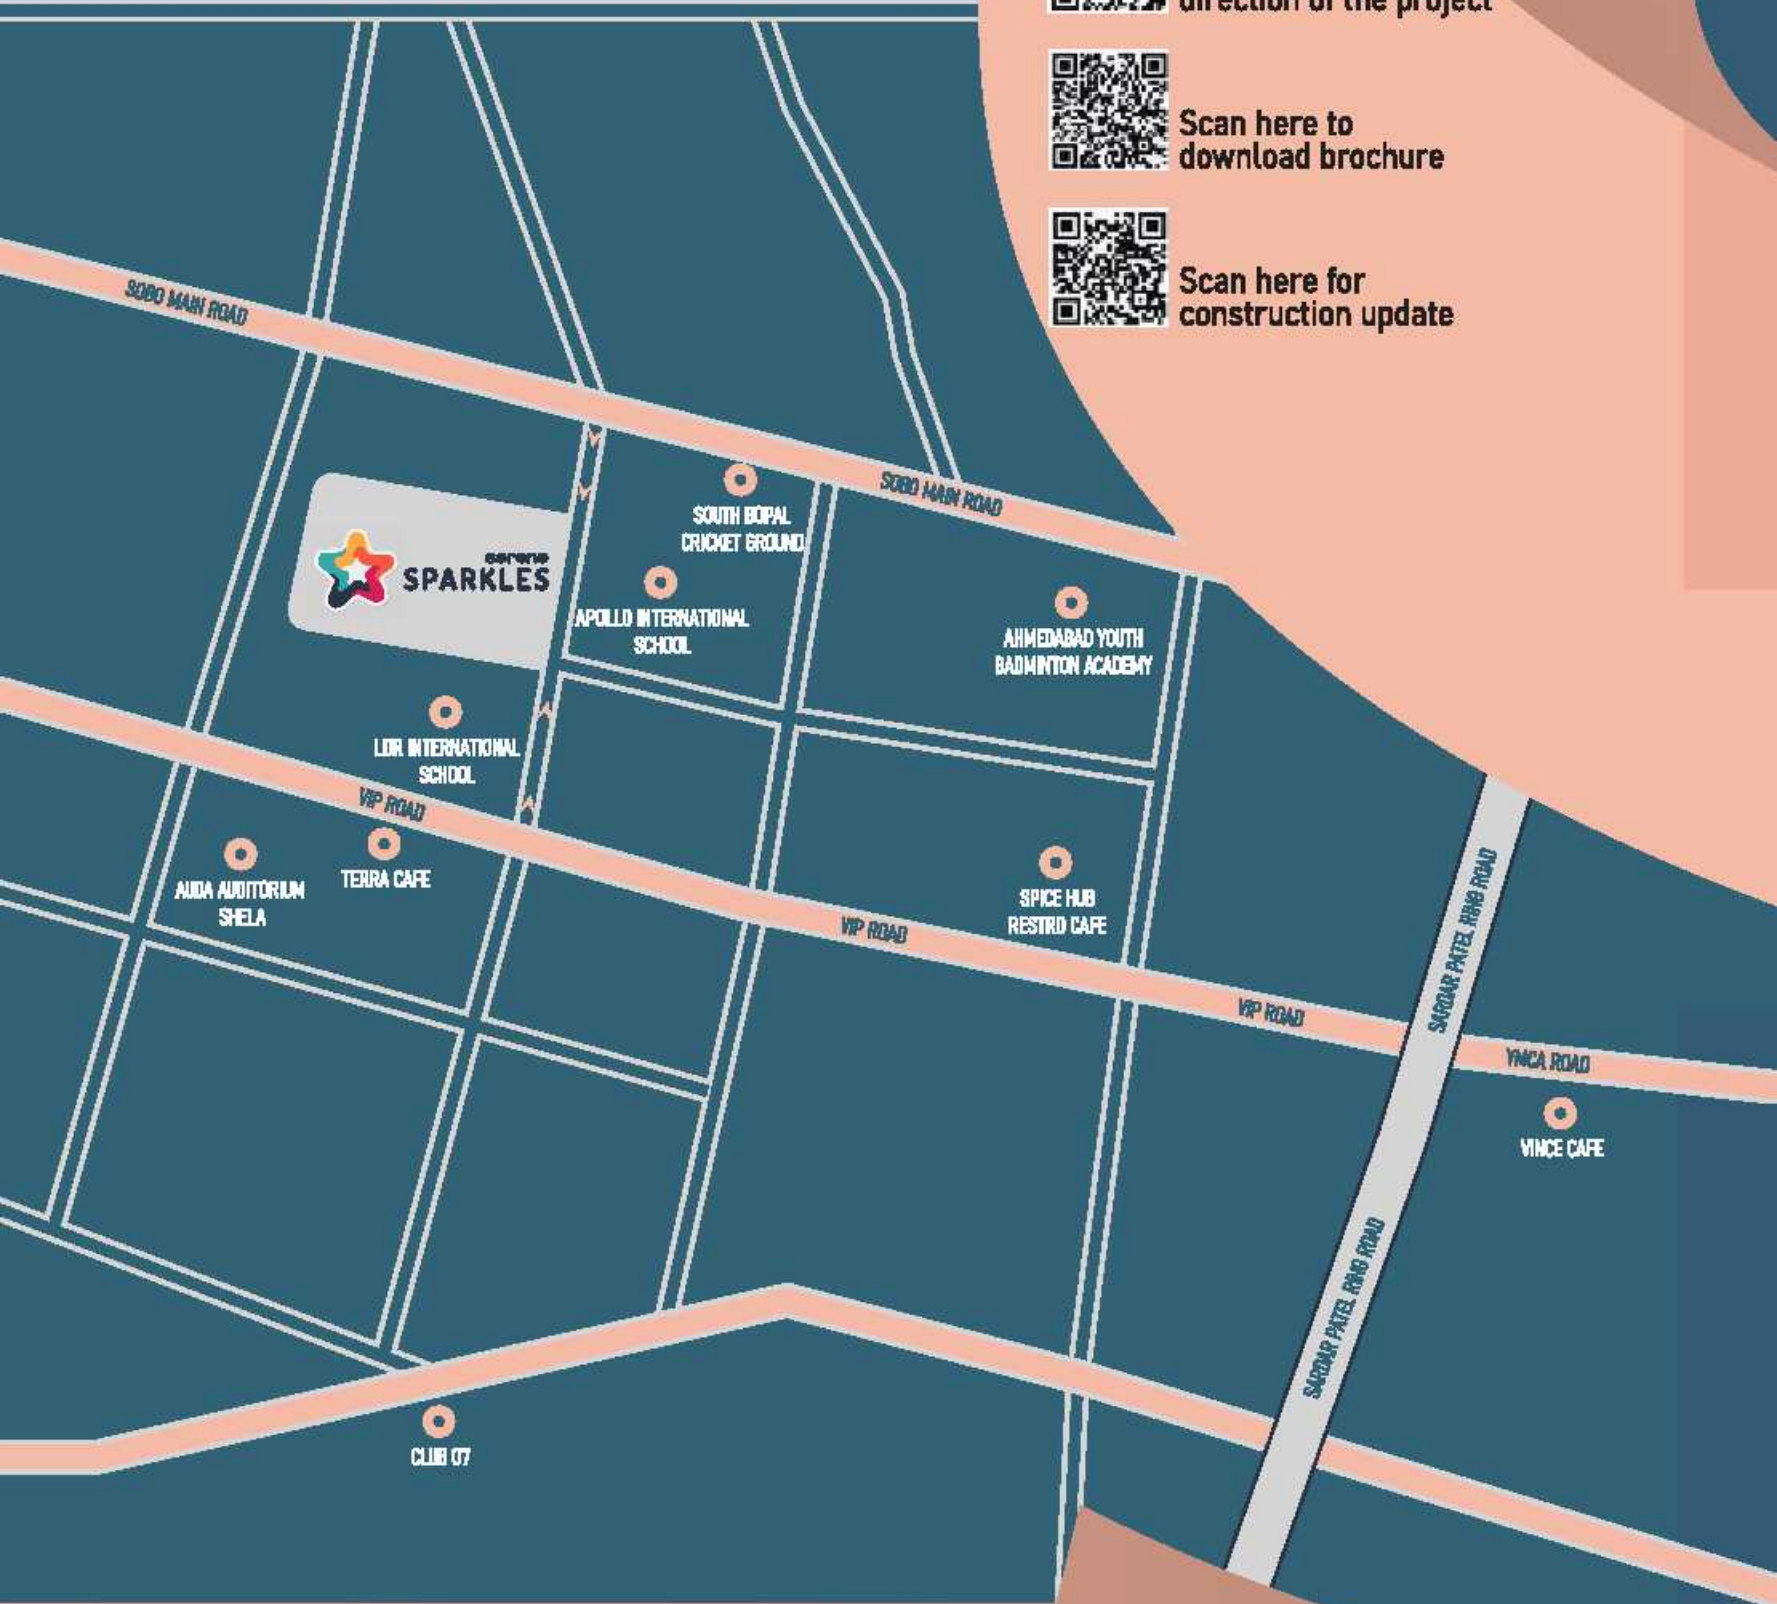 direction of the project
Scan here to
download brochure
Scan here for
construction update
SOBO MAIN ROAD
SOUTH BOPAL
CRICKET GROUND
SOBO MAIN ROAD
serene
SPARKLES
APOLLO INTERNATIONAL
SCHOOL
AHMEDABAD YOUTH
BADMINTON ACADEMY
LDR INTERNATIONAL
SCHOOL
VIP ROAD
AUDA AUDITORIUM
SHELA
TERRA CAFE
SPICE HUB
RESTRO CAFE
VIP ROAD
SARDAR PATEL RING ROAD
VIP ROAD
YMCA ROAD
VINCE CAFE
SARDAR PATEL RING ROAD
CLUB 07